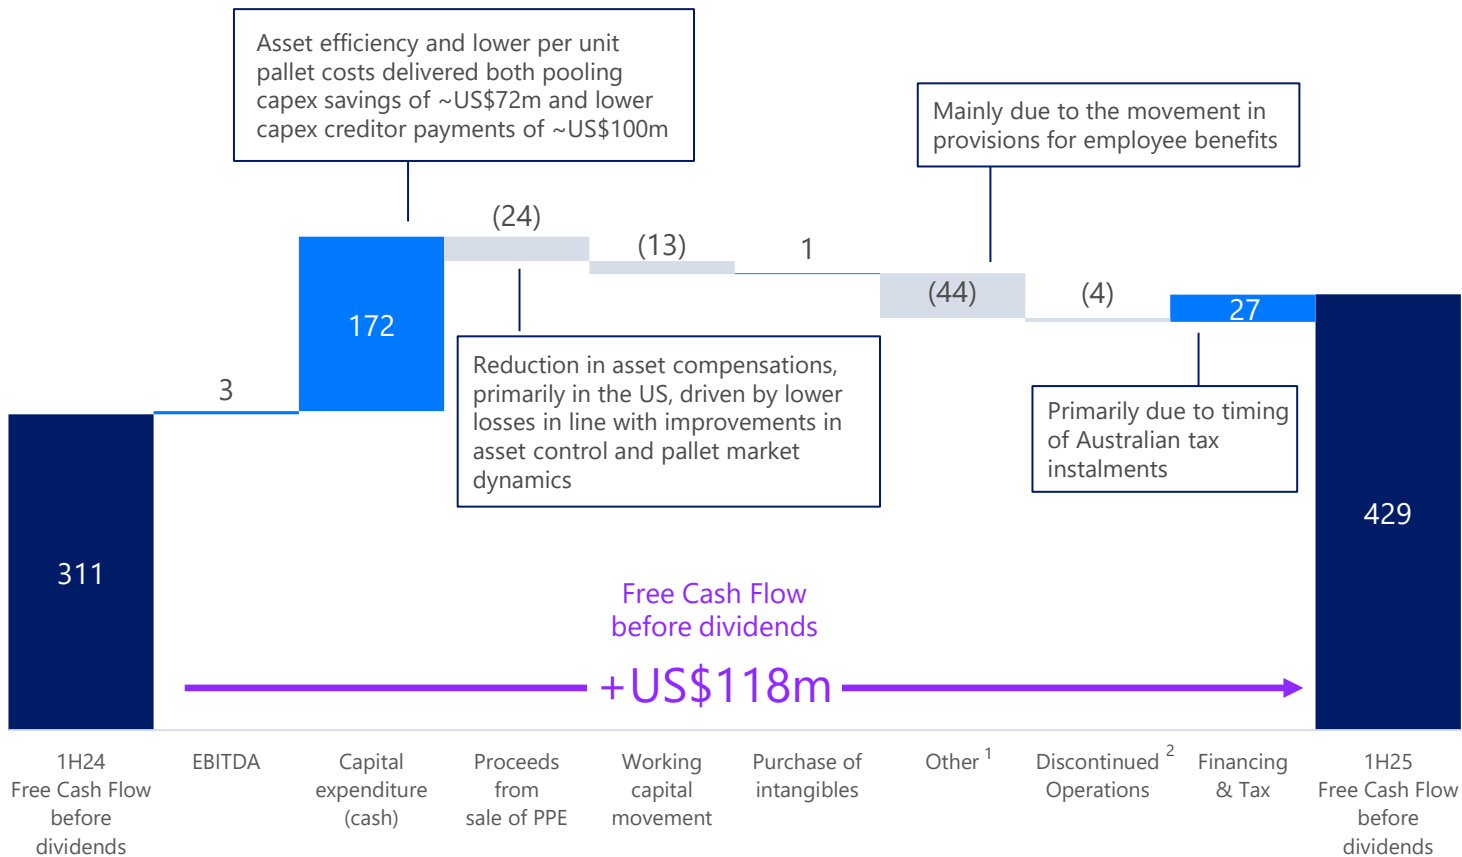 Asset efficiency and lower per unit
pallet costs delivered both pooling
capex savings of ~US$72m and lower
capex creditor payments of ~US$100m
Mainly due to the movement in
provisions for employee benefits
(24)
(13)
1
(44)
(4)
27
172
3
Reduction in asset compensations,
primarily in the US, driven by lower
losses in line with improvements in
asset control and pallet market
dynamics
Primarily due to timing
of Australian tax
instalments
311
429
Free Cash Flow
before dividends
+US$118m
1H24
Free Cash Flow
before
dividends
EBITDA
Capital
expenditure
(cash)
Proceeds
from
sale of PPE
Working
capital
movement
Purchase of
intangibles
Other 1
Discontinued 2
Operations
Financing
& Tax
1H25
Free Cash Flow
before
dividends